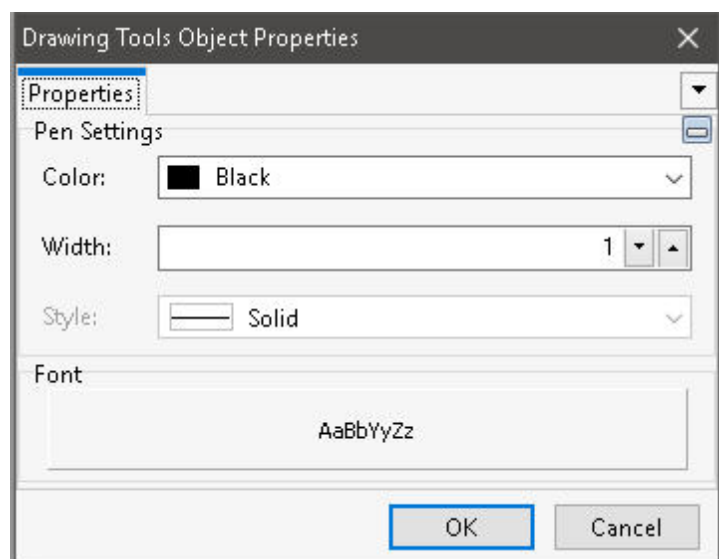 Drawing Tools Object Properties
Properties
Pen Settings
Color: Black
Width: 1
Style: Solid
Font
AaBbYyZz
OK Cancel